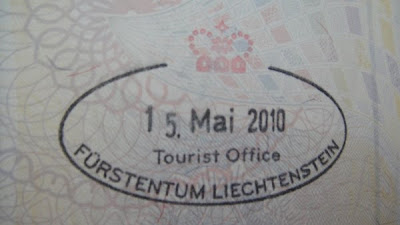 15. Mai 2010
Tourist Office
FÜRSTENTUM LIECHTENSTEIN